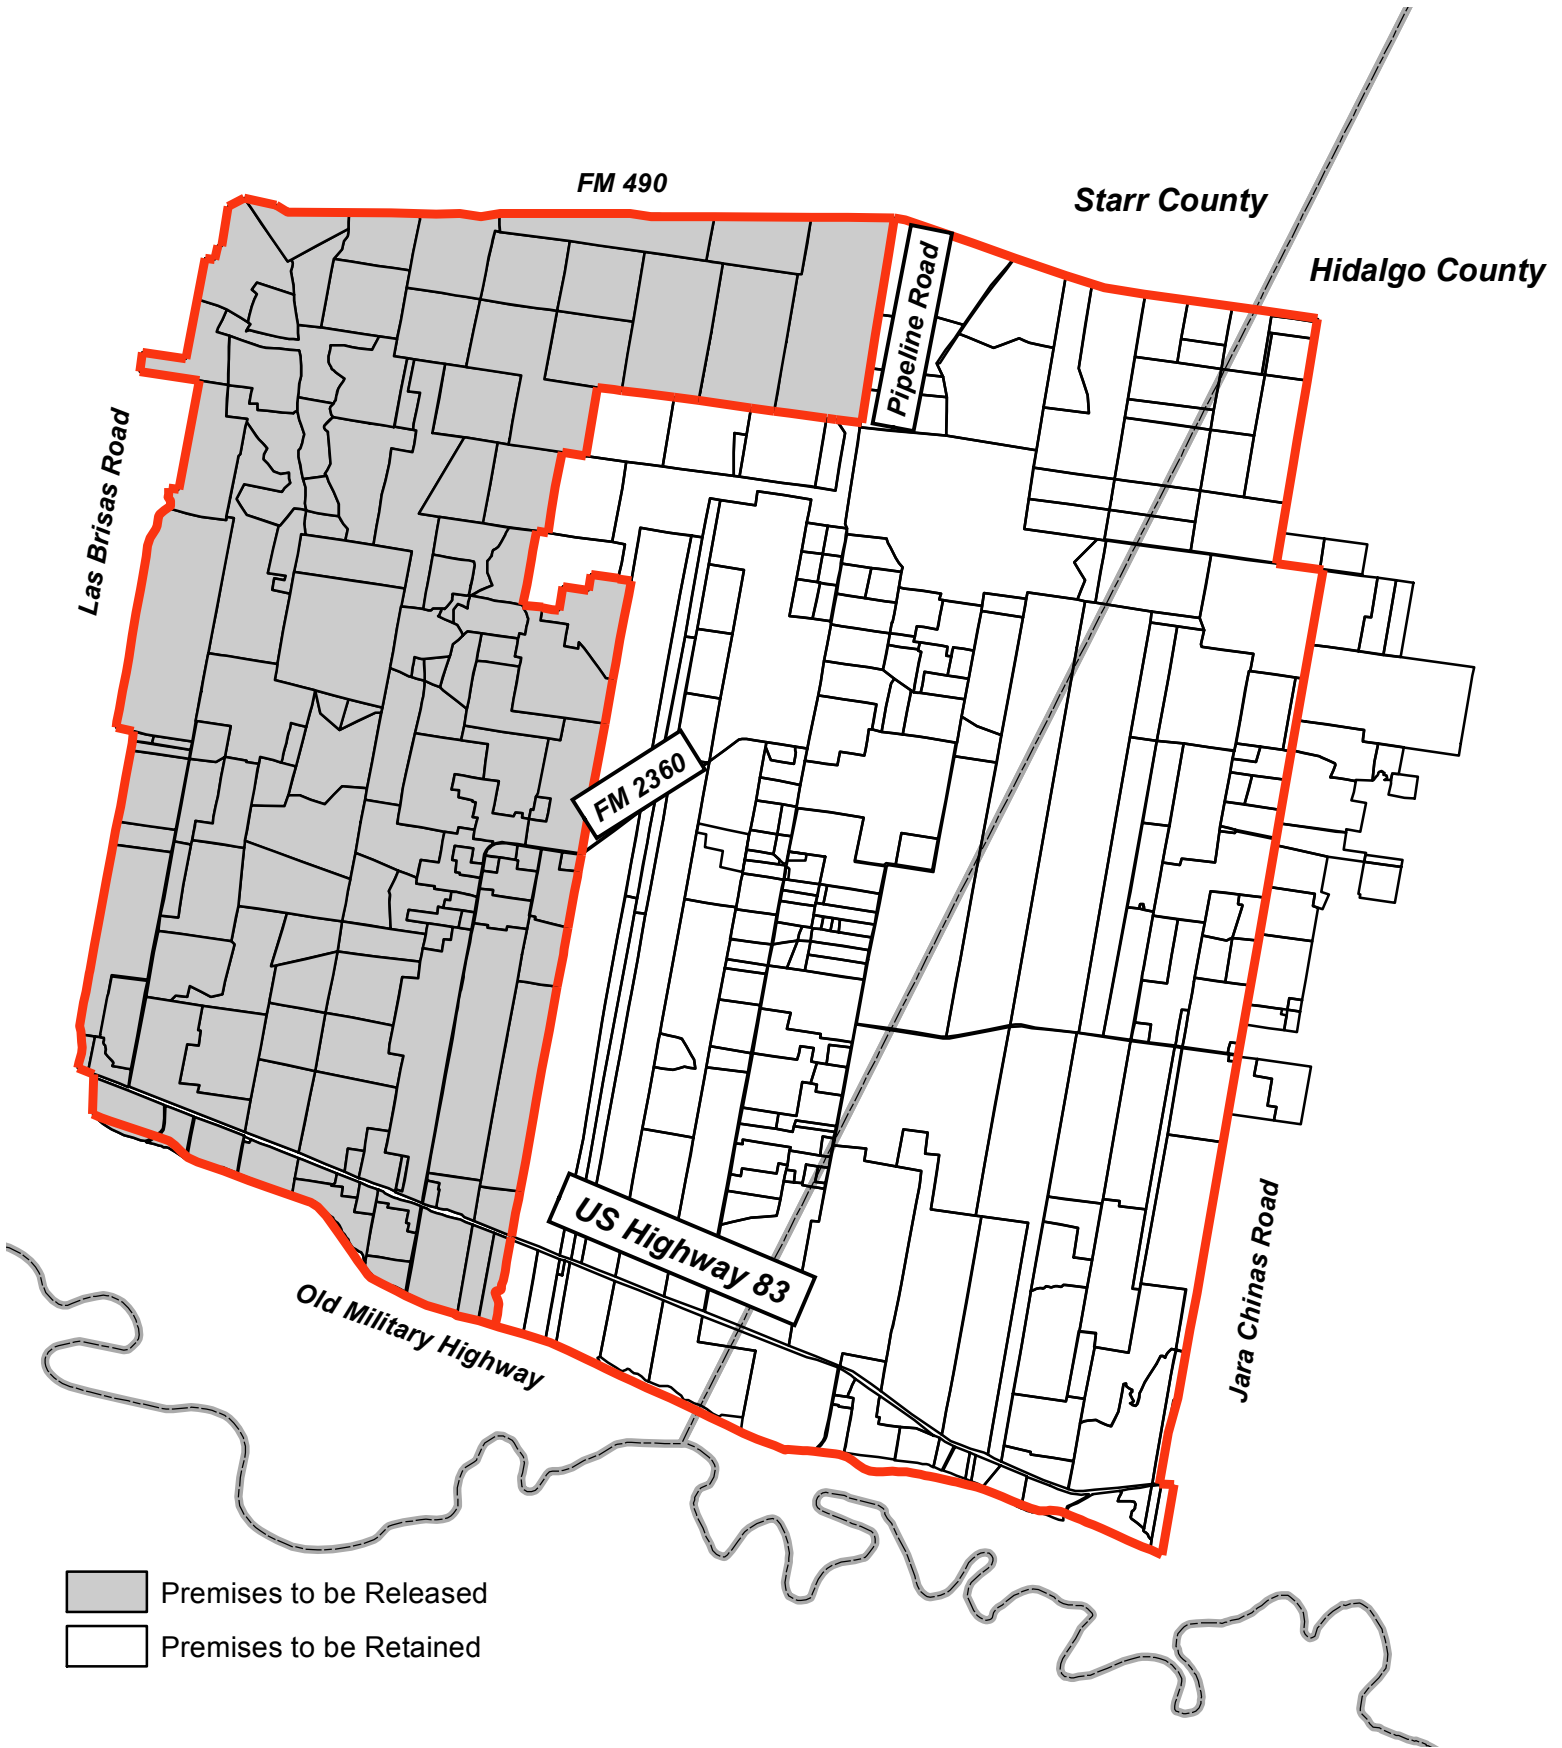 FM 490
Starr County
Hidalgo County
Pipeline Road
Las Brisas Road
FM 2360
US Highway 83
Jara Chinas Road
Old Military Highway
Premises to be Released
Premises to be Retained